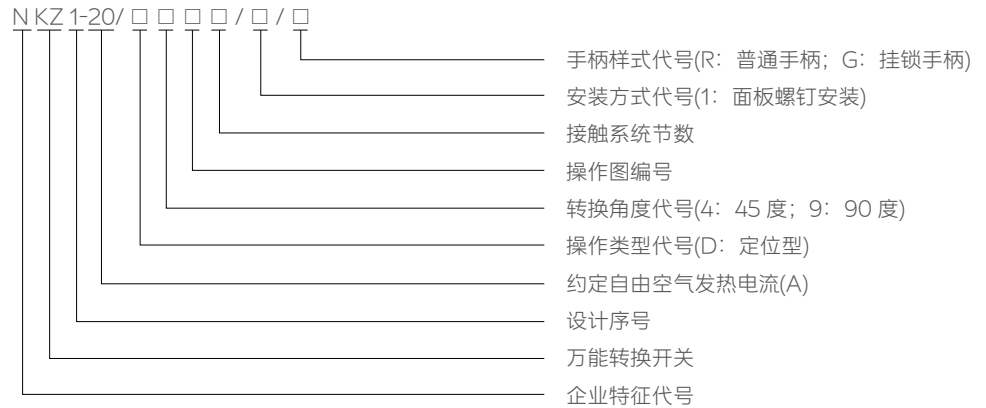 NKZ1-20/□□□□/□/□
手柄样式代号(R：普通手柄；G：挂锁手柄)
安装方式代号(1：面板螺钉安装)
接触系统节数
操作图编号
转换角度代号(4：45 度；9：90 度)
操作类型代号(D：定位型)
约定自由空气发热电流(A)
设计序号
万能转换开关
企业特征代号